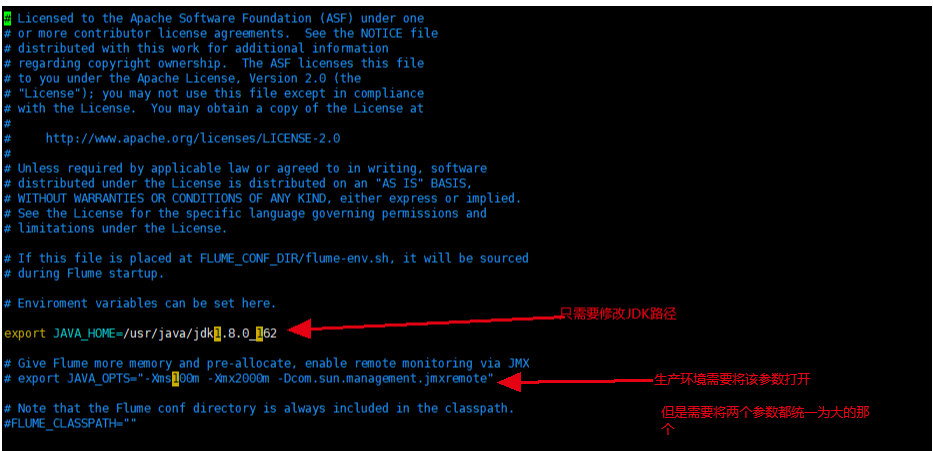 # Licensed to the Apache Software Foundation (ASF) under one
# or more contributor license agreements.  See the NOTICE file
# distributed with this work for additional information
# regarding copyright ownership.  The ASF licenses this file
# to you under the Apache License, Version 2.0 (the
# "License"); you may not use this file except in compliance
# with the License.  You may obtain a copy of the License at
#
#     http://www.apache.org/licenses/LICENSE-2.0
#
# Unless required by applicable law or agreed to in writing, software
# distributed under the License is distributed on an "AS IS" BASIS,
# WITHOUT WARRANTIES OR CONDITIONS OF ANY KIND, either express or implied.
# See the License for the specific language governing permissions and
# limitations under the License.
# If this file is placed at FLUME_CONF_DIR/flume-env.sh, it will be sourced
# during Flume startup.
# Enviroment variables can be set here.
只需要修改JDK路径
export JAVA_HOME=/usr/java/jdk1.8.0_162
# Give Flume more memory and pre-allocate, enable remote monitoring via JMX
# export JAVA_OPTS="-Xms100m -Xmx2000m -Dcom.sun.management.jmxremote"
生产环境需要将该参数打开
# Note that the Flume conf directory is always included in the classpath.
但是需要将两个参数都统一为大的那
#FLUME_CLASSPATH=""
个